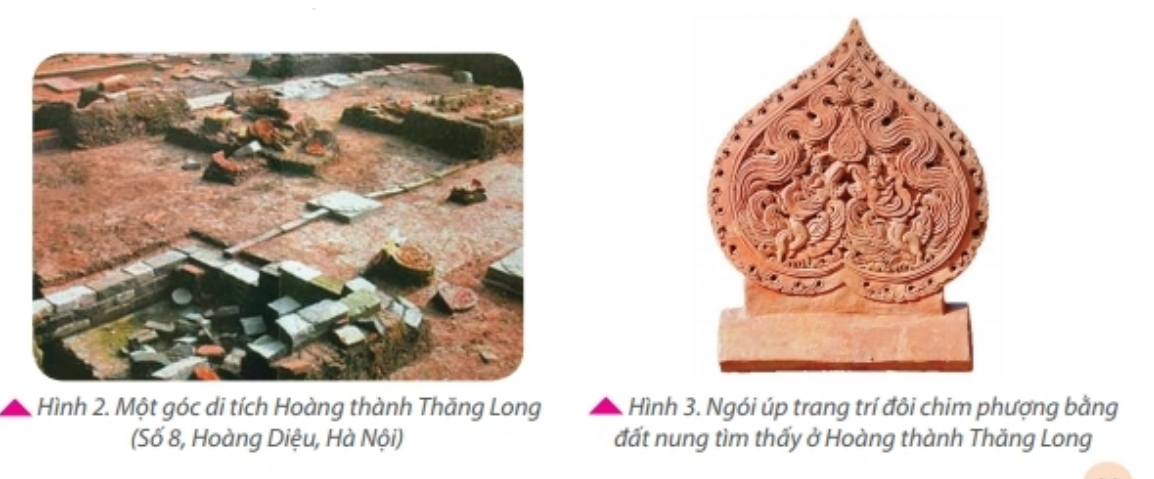 Hình 2. Một góc di tích Hoàng thành Thăng Long
(Số 8, Hoàng Diệu, Hà Nội)
Hình 3. Ngói úp trang trí đôi chim phượng bằng
đất nung tìm thấy ở Hoàng thành Thăng Long